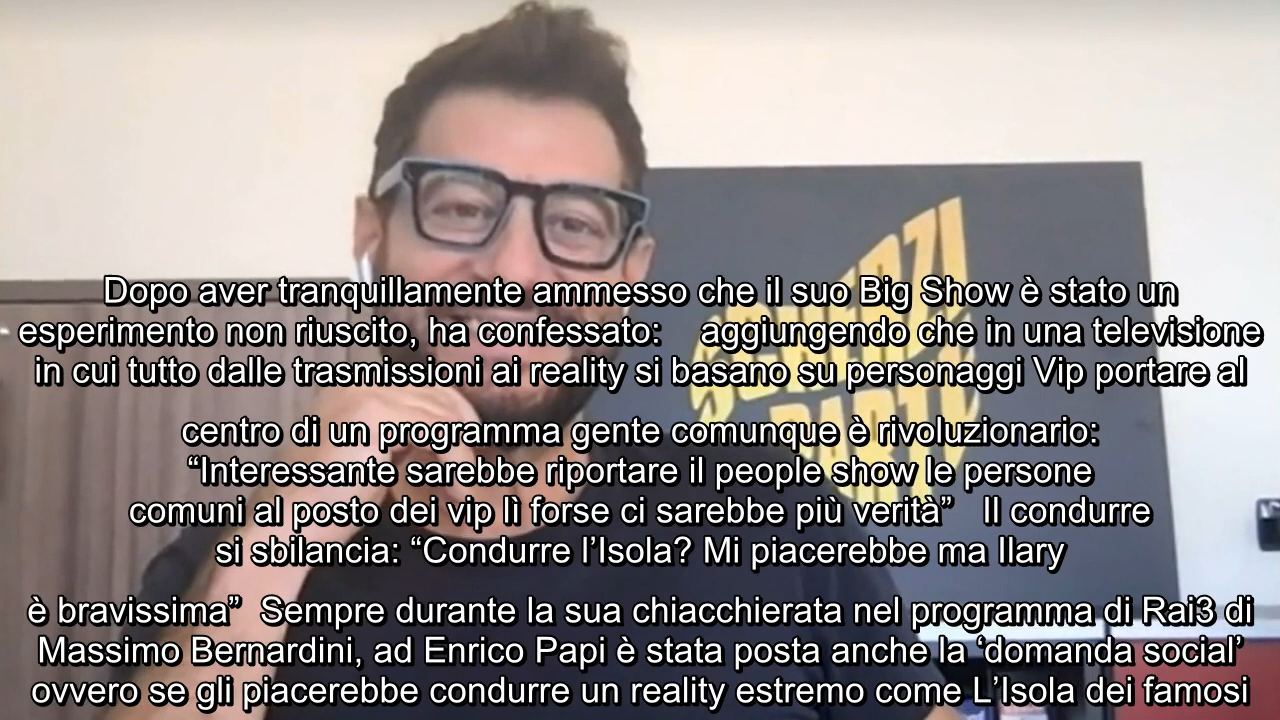 Dopo aver tranquillamente ammesso che il suo Big Show è stato un
esperimento non riuscito, ha confessato: aggiungendo che in una televisione
in cui tutto dalle trasmissioni ai reality si basano su personaggi Vip portare al
centro di un programma gente comunque è rivoluzionario:
“Interessante sarebbe riportare il people show le persone
comuni al posto dei vip lì forse ci sarebbe più verità” Il condurre
si sbilancia: “Condurre l’Isola? Mi piacerebbe ma Ilary
è bravissima” Sempre durante la sua chiacchierata nel programma di Rai3 di
Massimo Bernardini, ad Enrico Papi è stata posta anche la ‘domanda social’
ovvero se gli piacerebbe condurre un reality estremo come L’Isola dei famosi